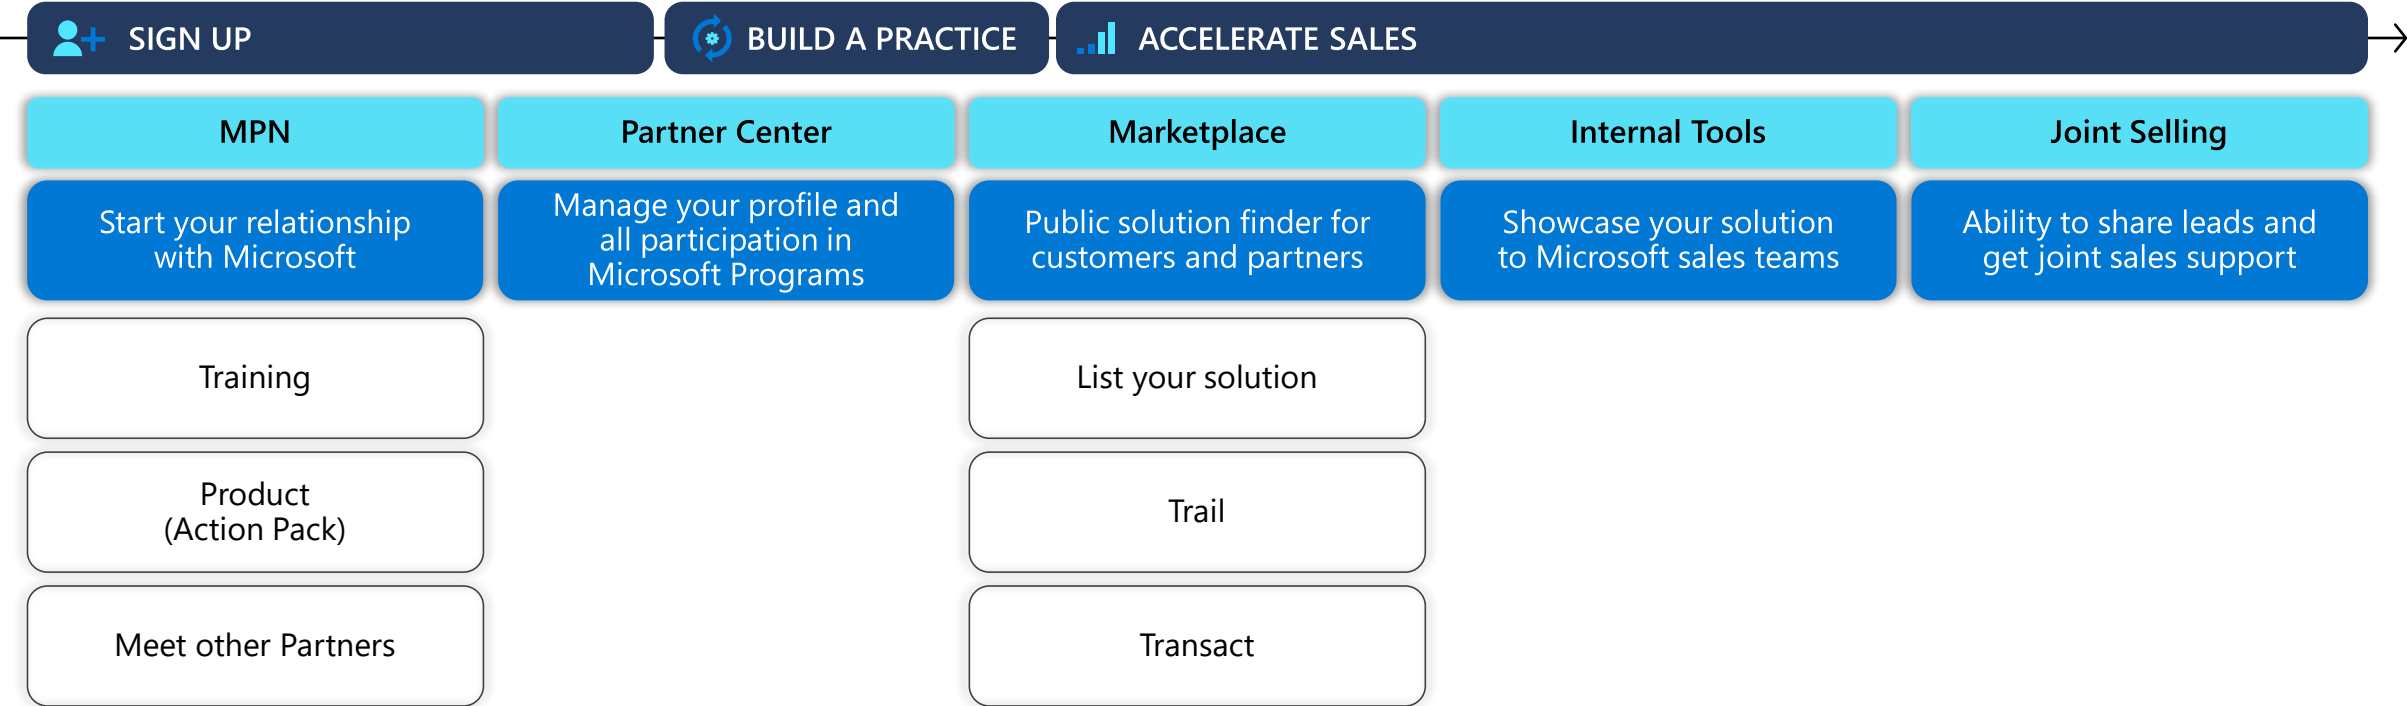 SIGN UP
BUILD A PRACTICE
ACCELERATE SALES
MPN
Partner Center
Marketplace
Internal Tools
Joint Selling
Start your relationship
with Microsoft
Manage your profile and
all participation in
Microsoft Programs
Public solution finder for
customers and partners
Showcase your solution
to Microsoft sales teams
Ability to share leads and
get joint sales support
Training
List your solution
Product
(Action Pack)
Trail
Meet other Partners
Transact